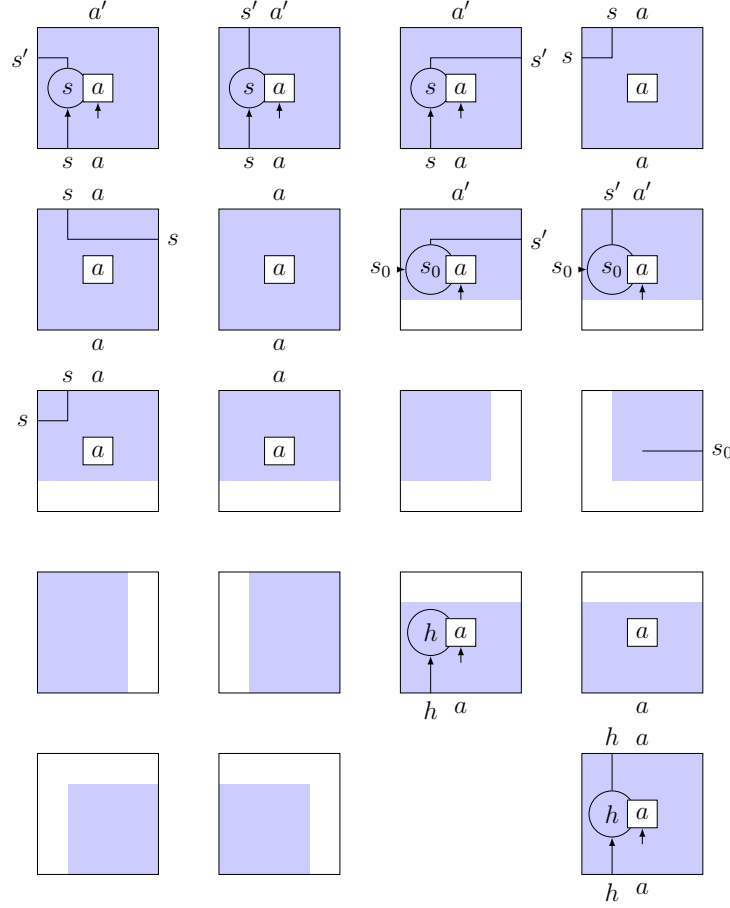 a′ s′ a′ a′ s a
s′ s a s a s a s′ s a
s a s a s a a
s a a a′ s′ a′
a a s s₀ s₀ a s′ s₀ s₀ a
a a
s a a
s a a s₀
h a a
h a a
h a
h a
h a